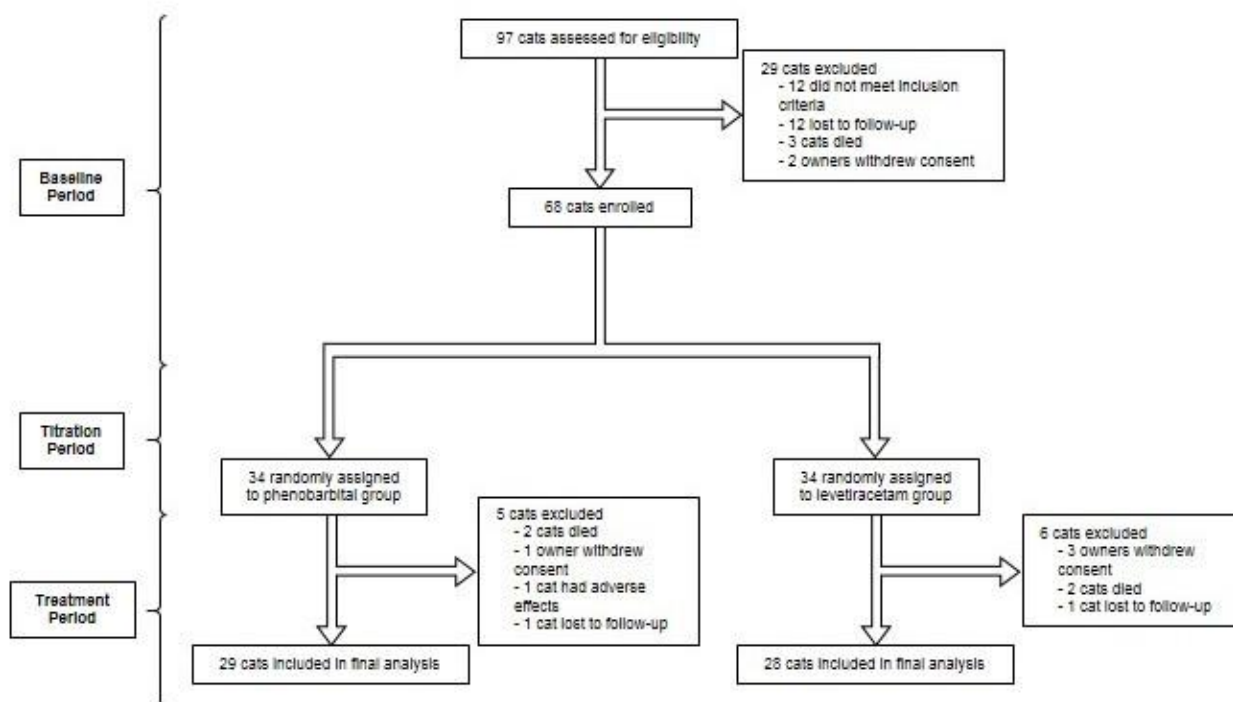 97 cats assessed for eligibility
29 cats excluded
- 12 did not meet inclusion
criteria
- 12 lost to follow-up
- 3 cats died
- 2 owners withdrew consent
Baseline
Period
68 cats enrolled
Titration
Period
34 randomly assigned
to phenobarbital group
34 randomly assigned
to levetiracetam group
5 cats excluded
- 2 cats died
- 1 owner withdrew
consent
- 1 cat had adverse
effects
- 1 cat lost to follow-up
6 cats excluded
- 3 owners withdrew
consent
- 2 cats died
- 1 cat lost to follow-up
Treatment
Period
29 cats included in final analysis
28 cats included in final analysis